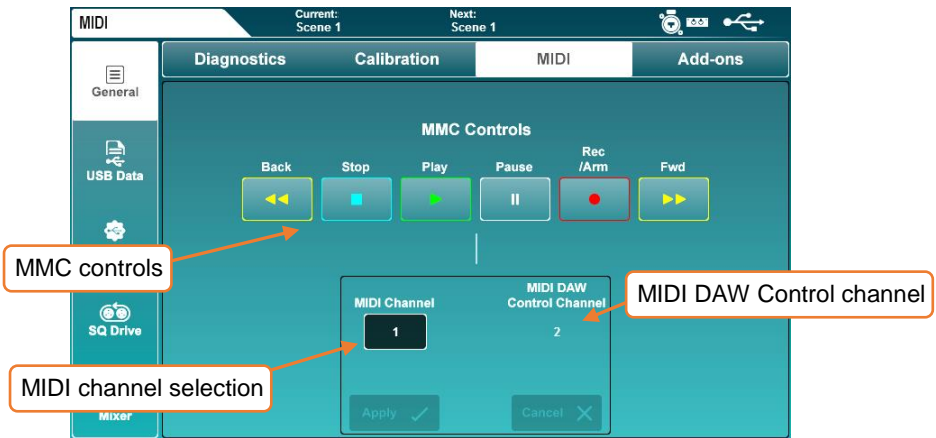 MIDI
Current:
Scene 1
Next:
Scene 1
General
USB Data
SQ Drive
Mixer
Diagnostics
Calibration
MIDI
Add-ons
MMC Controls
Back
Stop
Play
Pause
Rec
/Arm
Fwd
MMC controls
MIDI Channel
1
MIDI DAW
Control Channel
2
MIDI DAW Control channel
MIDI channel selection
Apply
Cancel